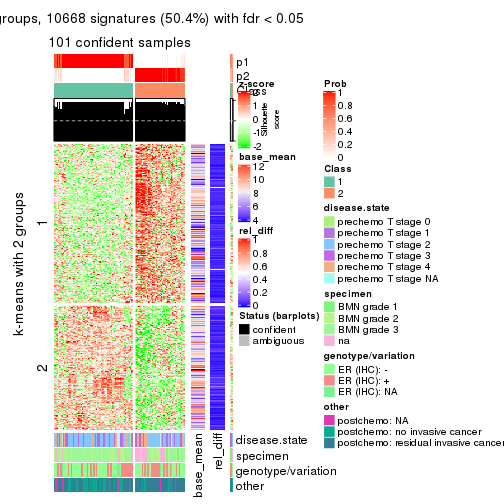 groups, 10668 signatures (50.4%) with fdr < 0.05
101 confident samples
p1
p2
Class
Silhouette
score
k-means with 2 groups
1
2
base_mean
rel_diff
disease.state
specimen
genotype/variation
other
z-score
2
1
0
-1
-2
base_mean
12
10
8
6
4
rel_diff
1
0.8
0.6
0.4
0.2
0
Status (barplots)
confident
ambiguous
Prob
1
0.8
0.6
0.4
0.2
0
Class
1
2
disease.state
prechemo T stage 0
prechemo T stage 1
prechemo T stage 2
prechemo T stage 3
prechemo T stage 4
prechemo T stage NA
specimen
BMN grade 1
BMN grade 2
BMN grade 3
na
genotype/variation
ER (IHC): -
ER (IHC): +
ER (IHC): NA
other
postchemo: NA
postchemo: no invasive cancer
postchemo: residual invasive cancer